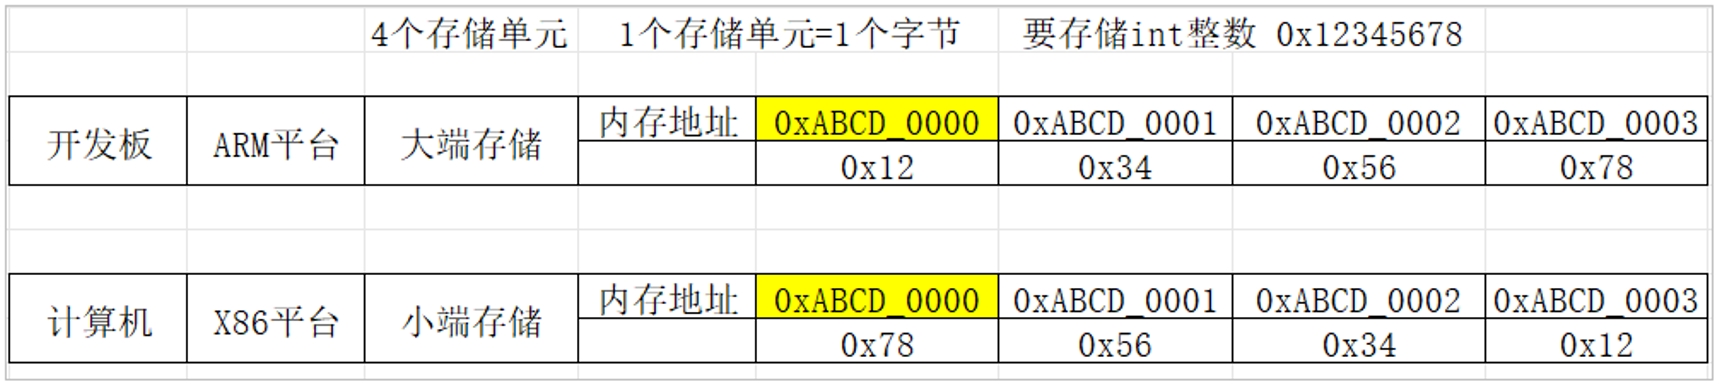 4个存储单元 1个存储单元=1个字节 要存储int整数 0x12345678
开发板 ARM平台 大端存储 内存地址 0xABCD_0000 0xABCD_0001 0xABCD_0002 0xABCD_0003
0x12 0x34 0x56 0x78
计算机 X86平台 小端存储 内存地址 0xABCD_0000 0xABCD_0001 0xABCD_0002 0xABCD_0003
0x78 0x56 0x34 0x12